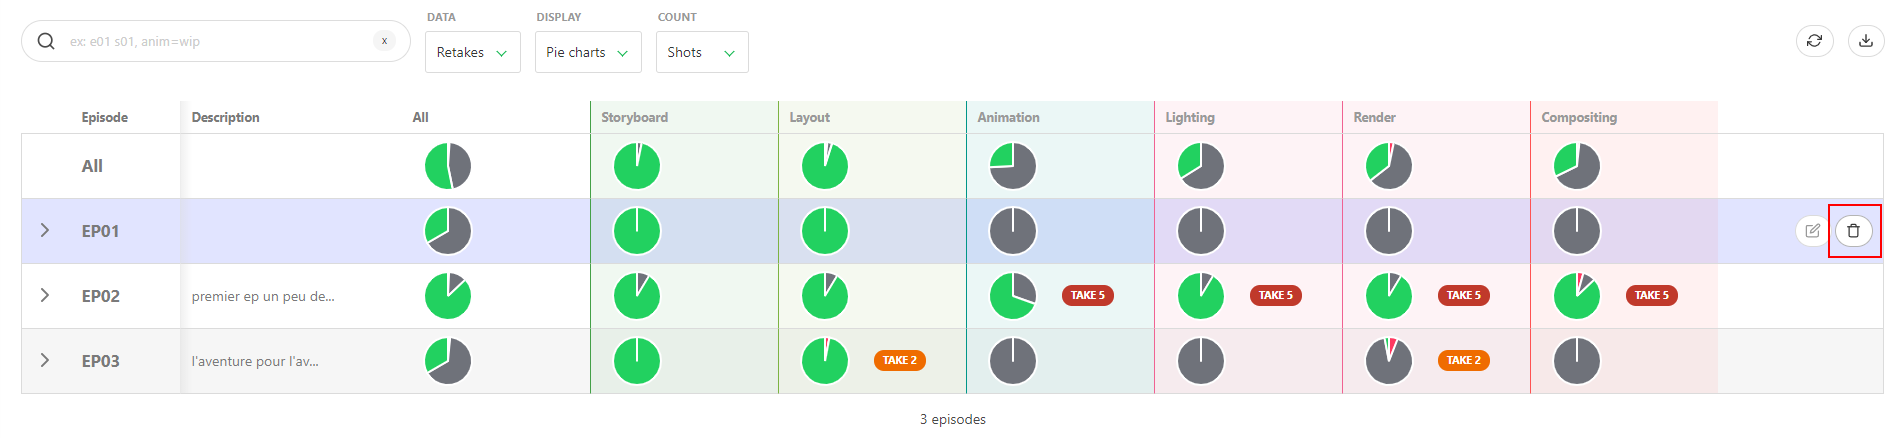 DATA DISPLAY COUNT
ex: e01 s01, anim=wip x Retakes Pie charts Shots
Episode Description All Storyboard Layout Animation Lighting Render Compositing
All
EP01
EP02 premier ep un peu de... TAKE 5 TAKE 5 TAKE 5 TAKE 5
EP03 l'aventure pour l'av... TAKE 2 TAKE 2
3 episodes